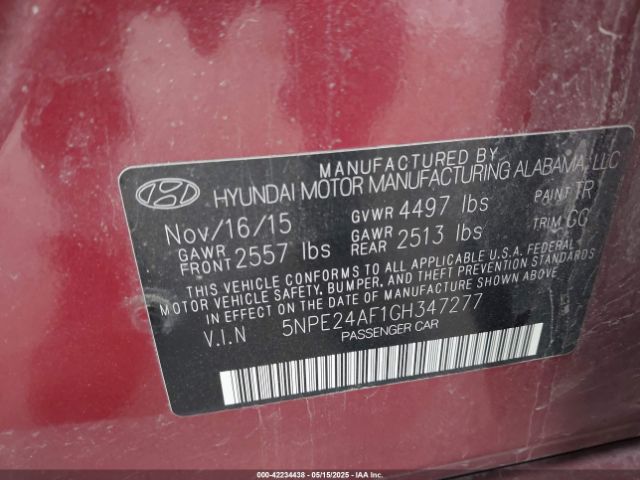 MANUFACTURED BY
HYUNDAI MOTOR MANUFACTURING ALABAMA, LLC
Nov/16/15 GVWR 4497 lbs PAINT TR
GAWR FRONT 2557 lbs GAWR REAR 2513 lbs TRIM GG
THIS VEHICLE CONFORMS TO ALL APPLICABLE U.S.A. FEDERAL
MOTOR VEHICLE SAFETY, BUMPER, AND THEFT PREVENTION STANDARDS
IN EFFECT ON THE DATE OF MANUFACTURE SHOWN ABOVE.
V.I.N 5NPE24AF1GH347277
PASSENGER CAR
000-42234438 - 05/15/2025 - IAAI - Copart